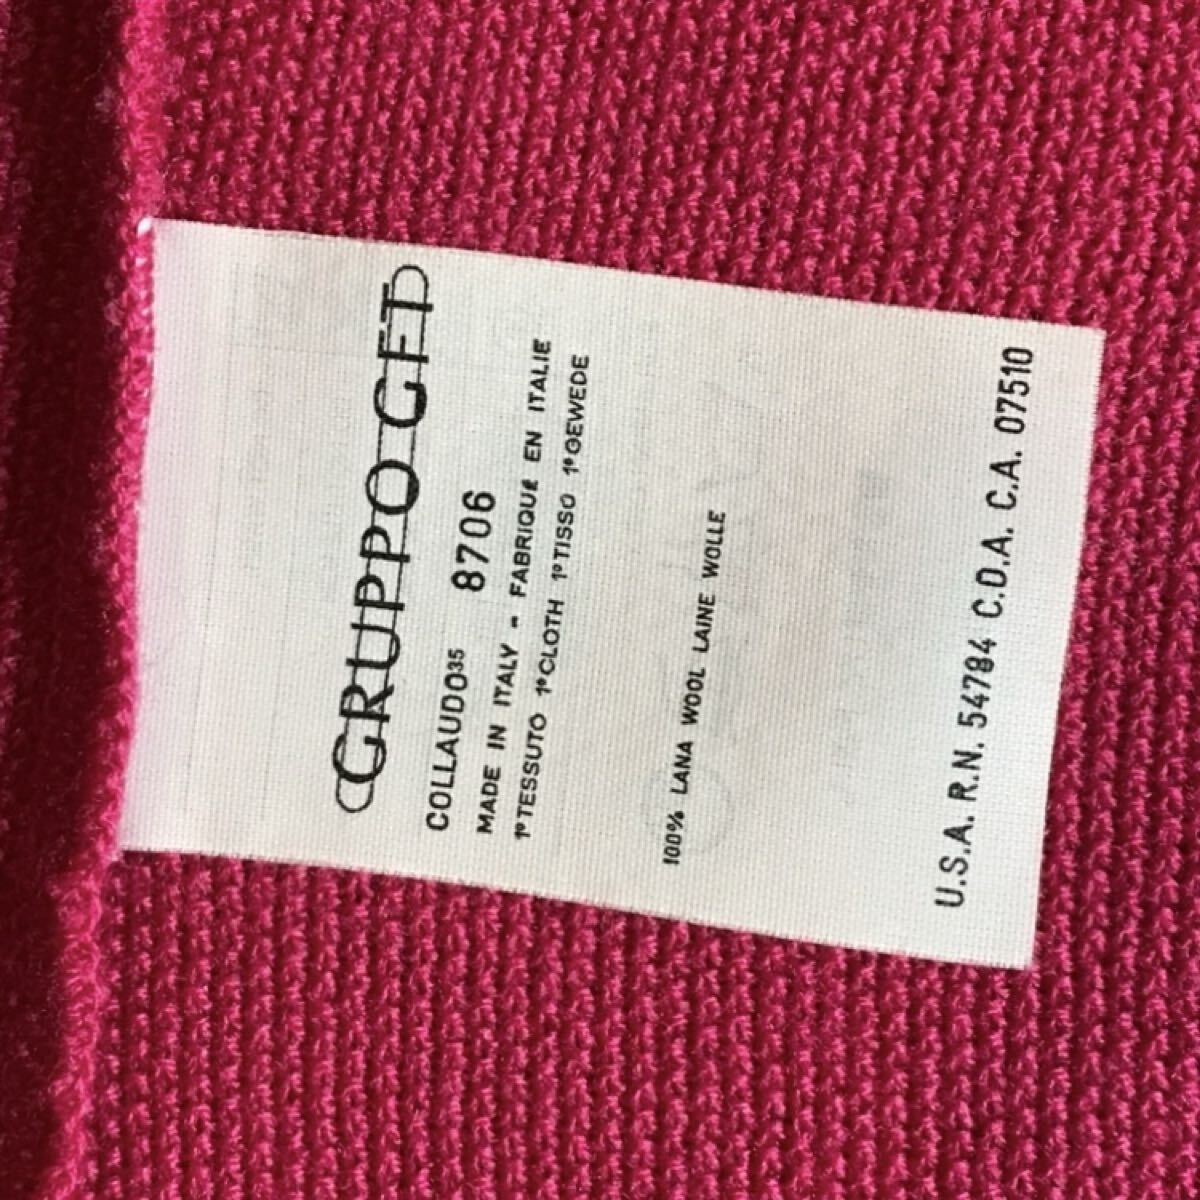 GRUPPO GFT
COLLAUDO35 8706
MADE IN ITALY - FABRIQUE EN ITALIE
1°TESSUTO 1°CLOTH 1°TISSO 1°GEWEDE
100% LANA WOOL LAINE WOLLE
U.S.A. R.N. 54784 C.D.A. C.A. 07510